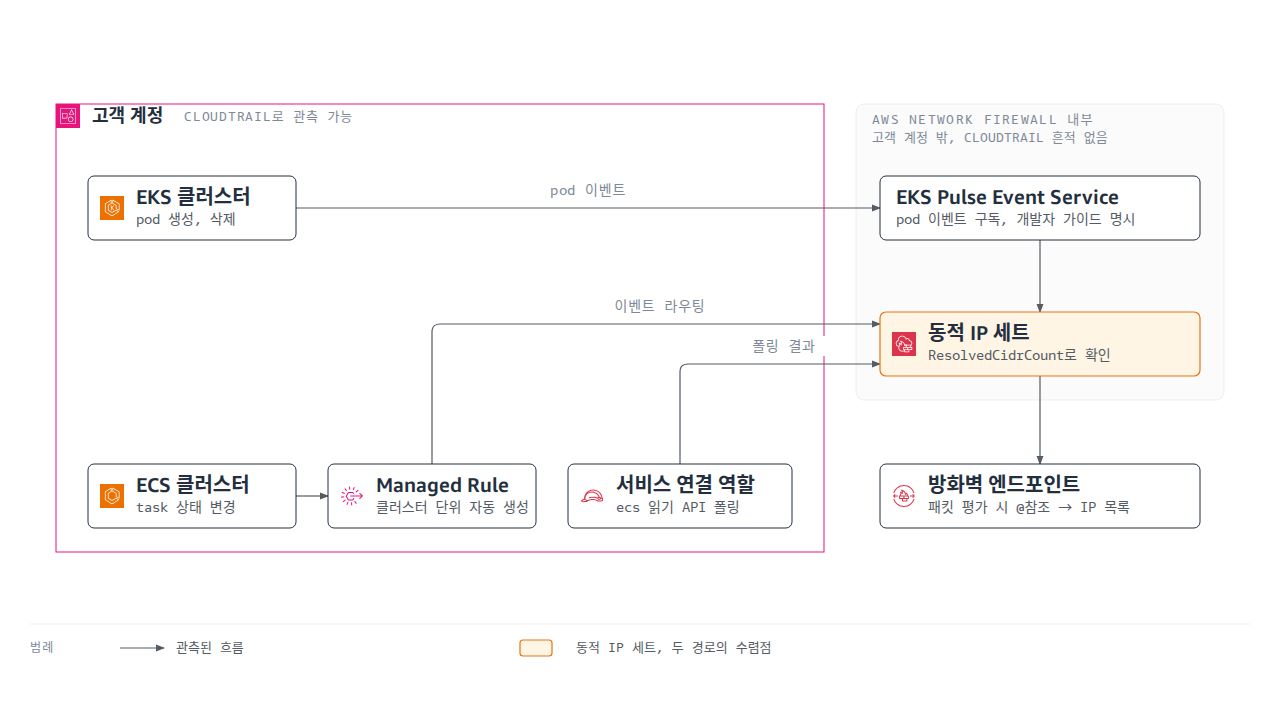 고객 계정
CLOUDTRAIL로 관측 가능
AWS NETWORK FIREWALL 내부
고객 계정 밖, CLOUDTRAIL 흔적 없음
EKS 클러스터
pod 생성, 삭제
pod 이벤트
EKS Pulse Event Service
pod 이벤트 구독, 개발자 가이드 명시
이벤트 라우팅
폴링 결과
동적 IP 세트
ResolvedCidrCount로 확인
ECS 클러스터
task 상태 변경
Managed Rule
클러스터 단위 자동 생성
서비스 연결 역할
ecs 읽기 API 폴링
방화벽 엔드포인트
패킷 평가 시 @참조 → IP 목록
범례
관측된 흐름
동적 IP 세트, 두 경로의 수렴점